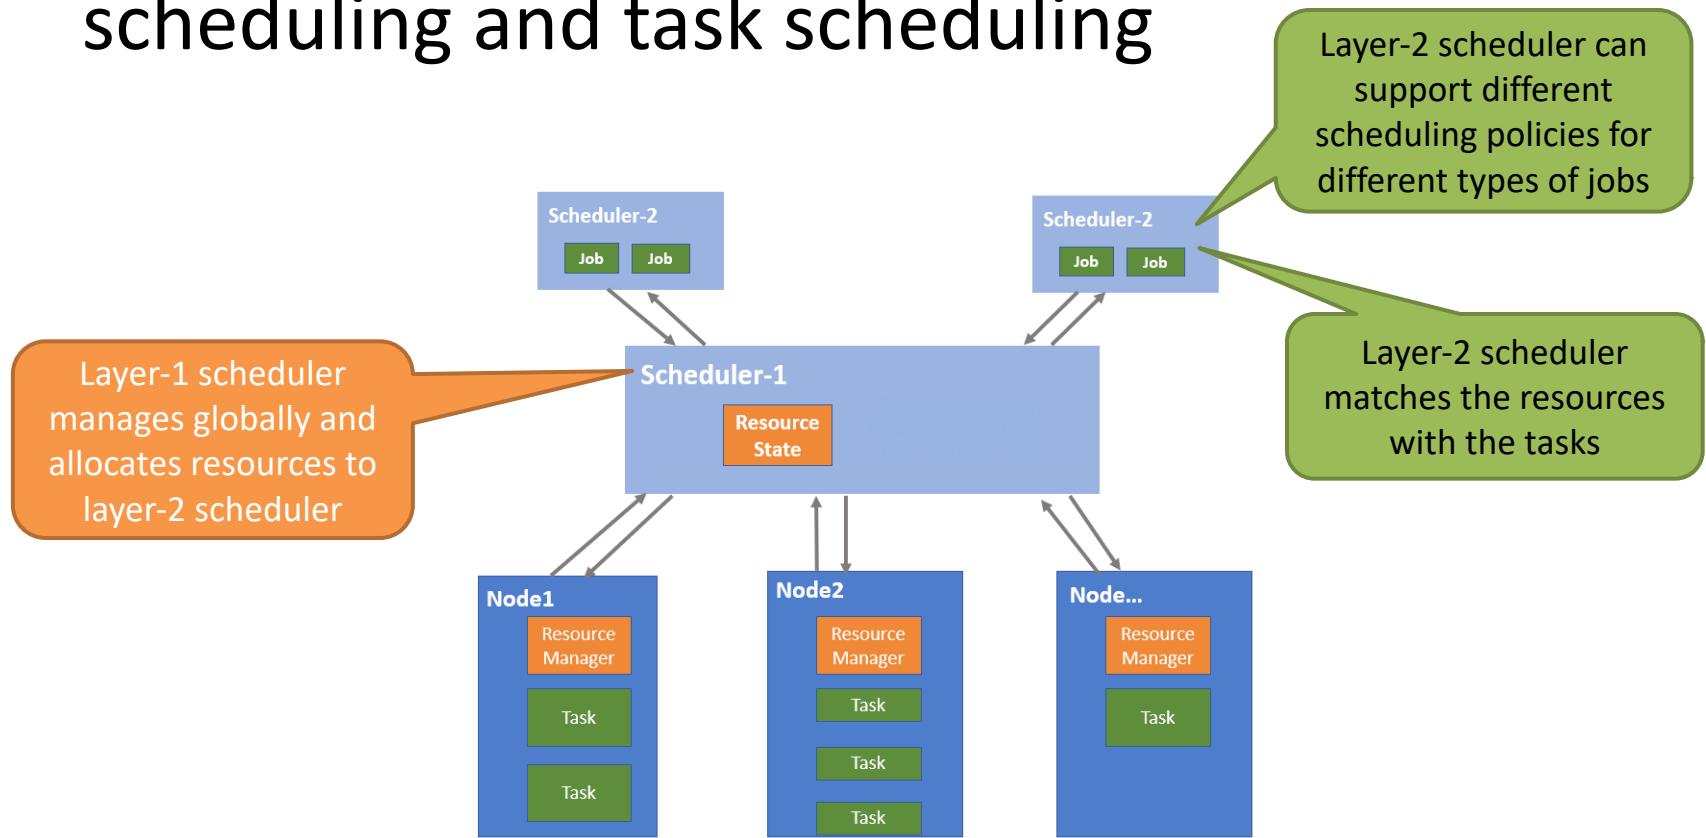 scheduling and task scheduling
Layer-2 scheduler can
support different
scheduling policies for
different types of jobs
Scheduler-2
Job Job
Scheduler-2
Job Job
Layer-1 scheduler
manages globally and
allocates resources to
layer-2 scheduler
Scheduler-1
Resource
State
Layer-2 scheduler
matches the resources
with the tasks
Node1
Resource
Manager
Task
Task
Node2
Resource
Manager
Task
Task
Task
Node...
Resource
Manager
Task